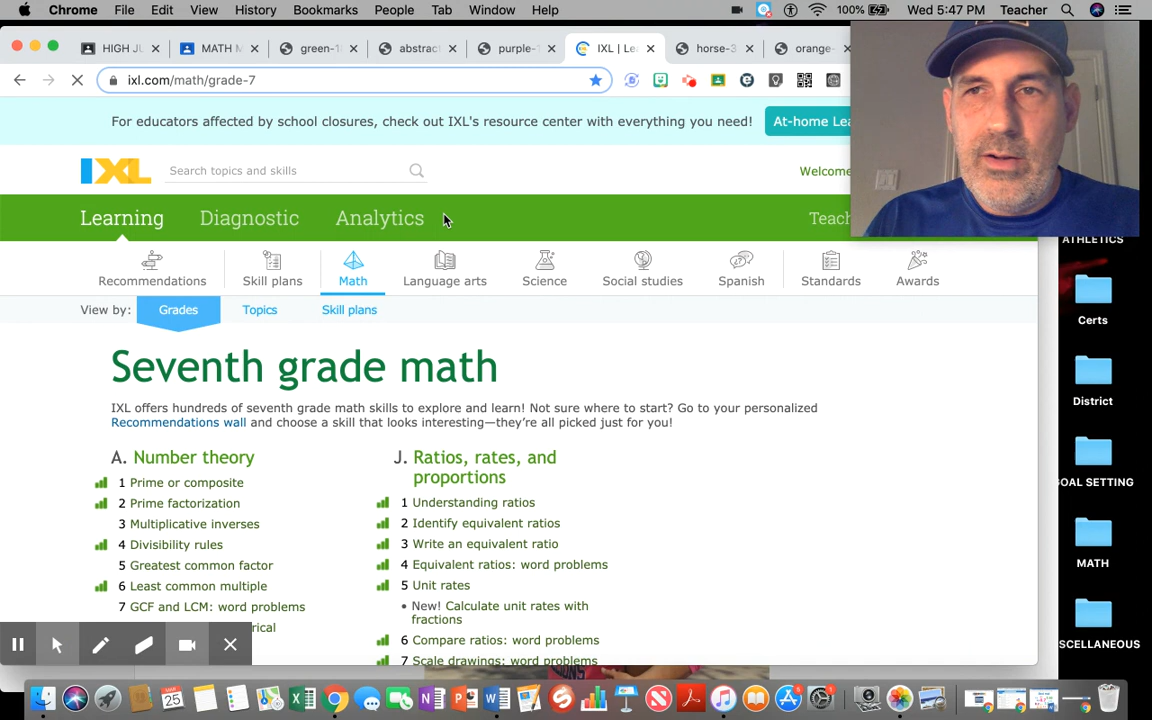 Chrome File Edit View History Bookmarks People Tab Window Help 100% Wed 5:47 PM Teacher
HIGH JU MATH M green-1 abstrac purple-1 IXL | Lea horse-3 orange-
ixl.com/math/grade-7
For educators affected by school closures, check out IXL's resource center with everything you need! At-home Lea
IXL Search topics and skills Welcome
Learning Diagnostic Analytics Teach
Recommendations Skill plans Math Language arts Science Social studies Spanish Standards Awards
View by: Grades Topics Skill plans
Seventh grade math
IXL offers hundreds of seventh grade math skills to explore and learn! Not sure where to start? Go to your personalized
Recommendations wall and choose a skill that looks interesting—they're all picked just for you!
A. Number theory
1 Prime or composite
2 Prime factorization
3 Multiplicative inverses
4 Divisibility rules
5 Greatest common factor
6 Least common multiple
7 GCF and LCM: word problems
rical
J. Ratios, rates, and
proportions
1 Understanding ratios
2 Identify equivalent ratios
3 Write an equivalent ratio
4 Equivalent ratios: word problems
5 Unit rates
• New! Calculate unit rates with
fractions
6 Compare ratios: word problems
7 Scale drawings: word problems
ATHLETICS
Certs
District
GOAL SETTING
MATH
SCELLANEOUS
MAR
25